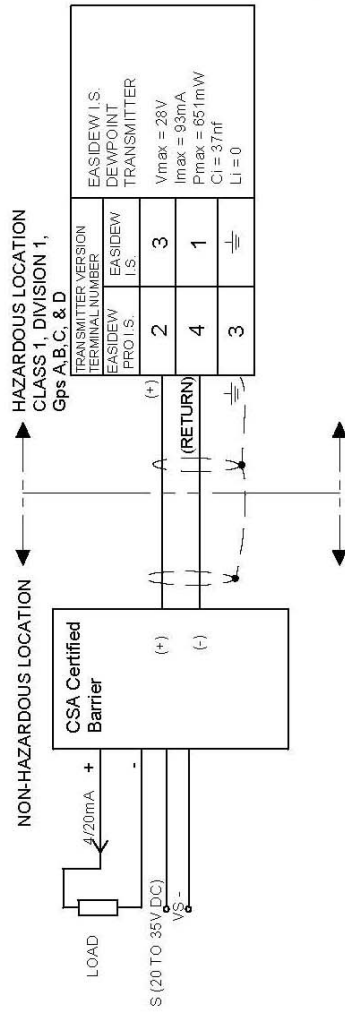 NON-HAZARDOUS LOCATION
HAZARDOUS LOCATION
CLASS 1, DIVISION 1,
Gps A,B,C, & D
LOAD
4/20mA
+
-
S (20 TO 35V DC)
VS -
CSA Certified
Barrier
(+)
(-)
(+)
(RETURN)
TRANSMITTER VERSION
TERMINAL NUMBER
EASIDEW
PRO I.S.
EASIDEW
I.S.
2
3
4
1
3
EASIDEW I.S.
DEWPOINT
TRANSMITTER
Vmax = 28V
Imax = 93mA
Pmax = 651mW
Ci = 37nf
Li = 0